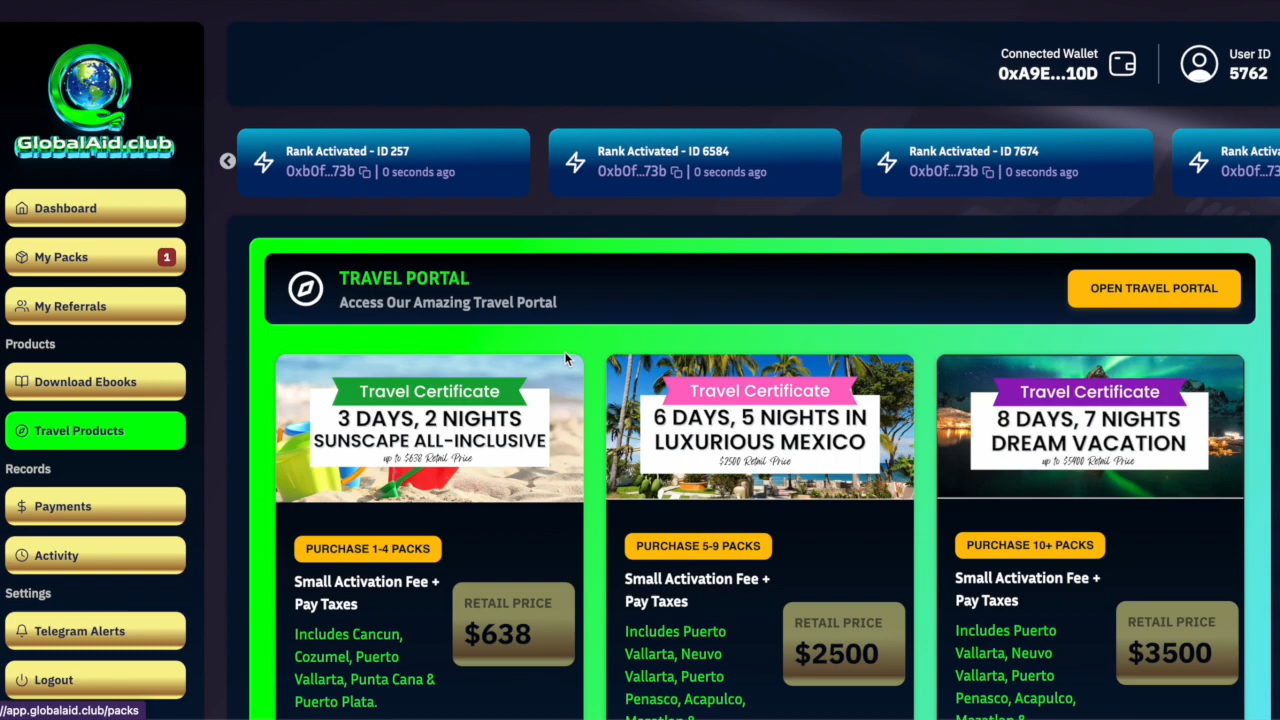 Connected Wallet
0xA9E...10D
User ID
5762
GlobalAid.club
Rank Activated - ID 257
0xb0f...73b | 0 seconds ago
Rank Activated - ID 6584
0xb0f...73b | 0 seconds ago
Rank Activated - ID 7674
0xb0f...73b | 0 seconds ago
Rank Activa
0xb0f...73
Dashboard
My Packs
1
My Referrals
Products
Download Ebooks
Travel Products
Records
Payments
Activity
Settings
Telegram Alerts
Logout
//app.globalaid.club/packs
TRAVEL PORTAL
Access Our Amazing Travel Portal
OPEN TRAVEL PORTAL
Travel Certificate
3 DAYS, 2 NIGHTS
SUNSCAPE ALL-INCLUSIVE
up to $638 Retail Price
PURCHASE 1-4 PACKS
Small Activation Fee +
Pay Taxes
Includes Cancun,
Cozumel, Puerto
Vallarta, Punta Cana &
Puerto Plata.
RETAIL PRICE
$638
Travel Certificate
6 DAYS, 5 NIGHTS IN
LUXURIOUS MEXICO
$2500 Retail Price
PURCHASE 5-9 PACKS
Small Activation Fee +
Pay Taxes
Includes Puerto
Vallarta, Neuvo
Vallarta, Puerto
Penasco, Acapulco,
Mazatlan &
RETAIL PRICE
$2500
Travel Certificate
8 DAYS, 7 NIGHTS
DREAM VACATION
up to $5400 Retail Price
PURCHASE 10+ PACKS
Small Activation Fee +
Pay Taxes
Includes Puerto
Vallarta, Neuvo
Vallarta, Puerto
Penasco, Acapulco,
Mazatlan &
RETAIL PRICE
$3500